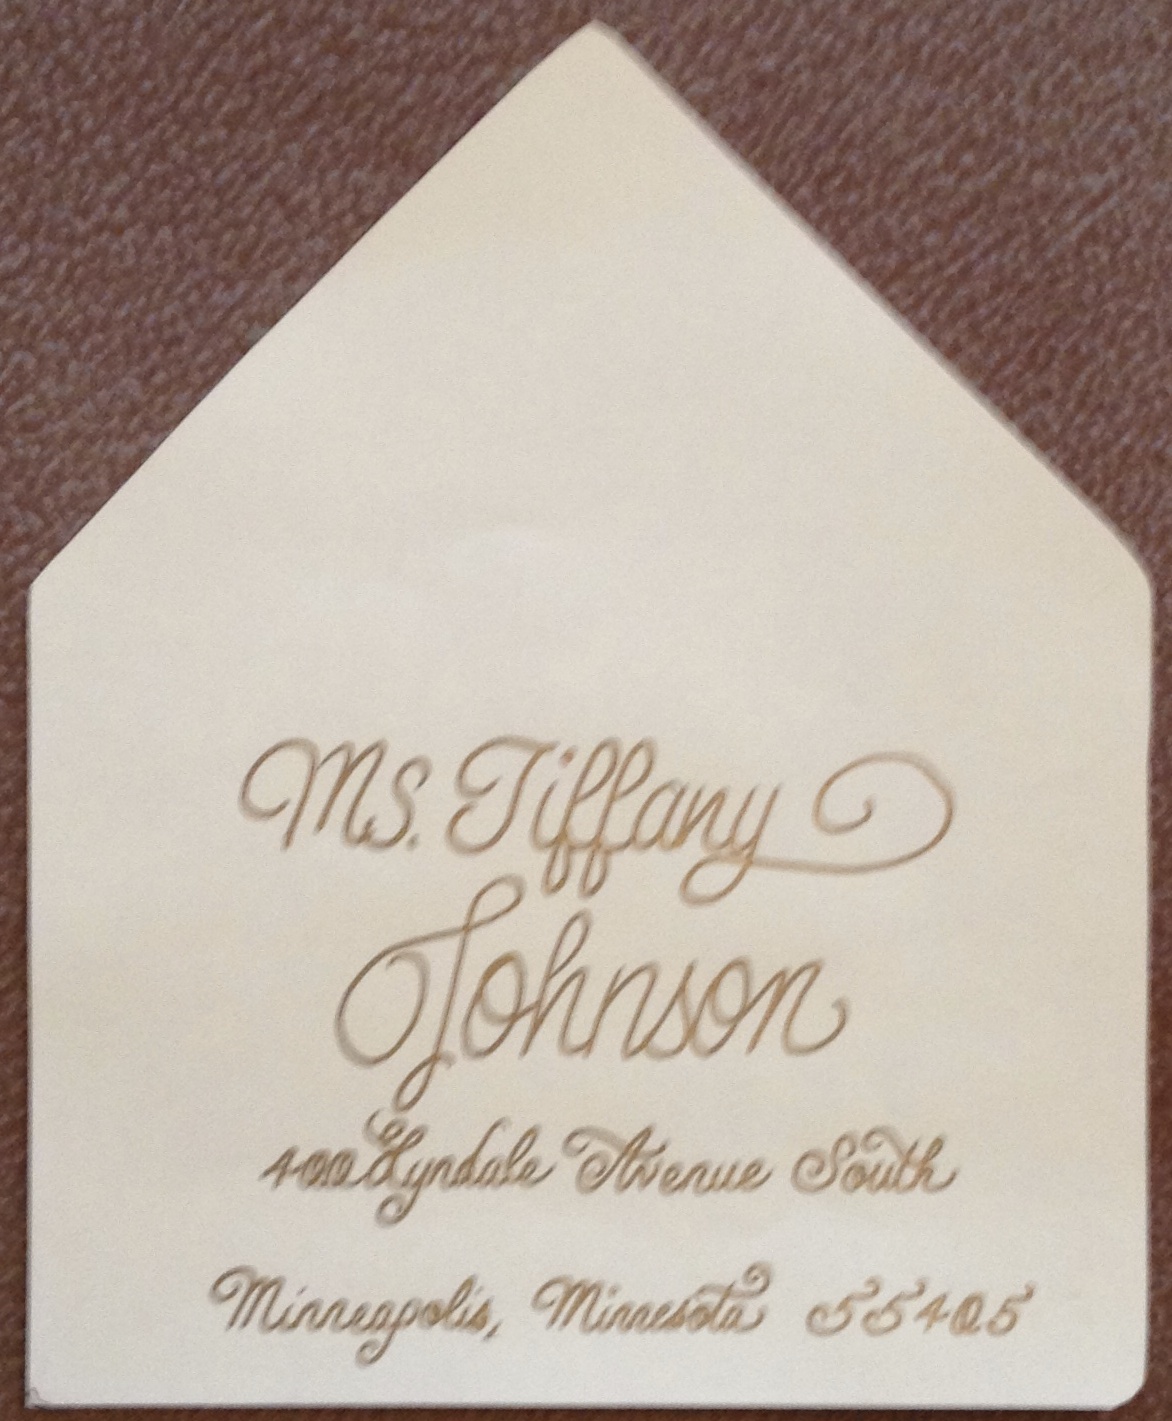 Ms. Tiffany
Johnson
400 Lyndale Avenue South
Minneapolis, Minnesota 55405